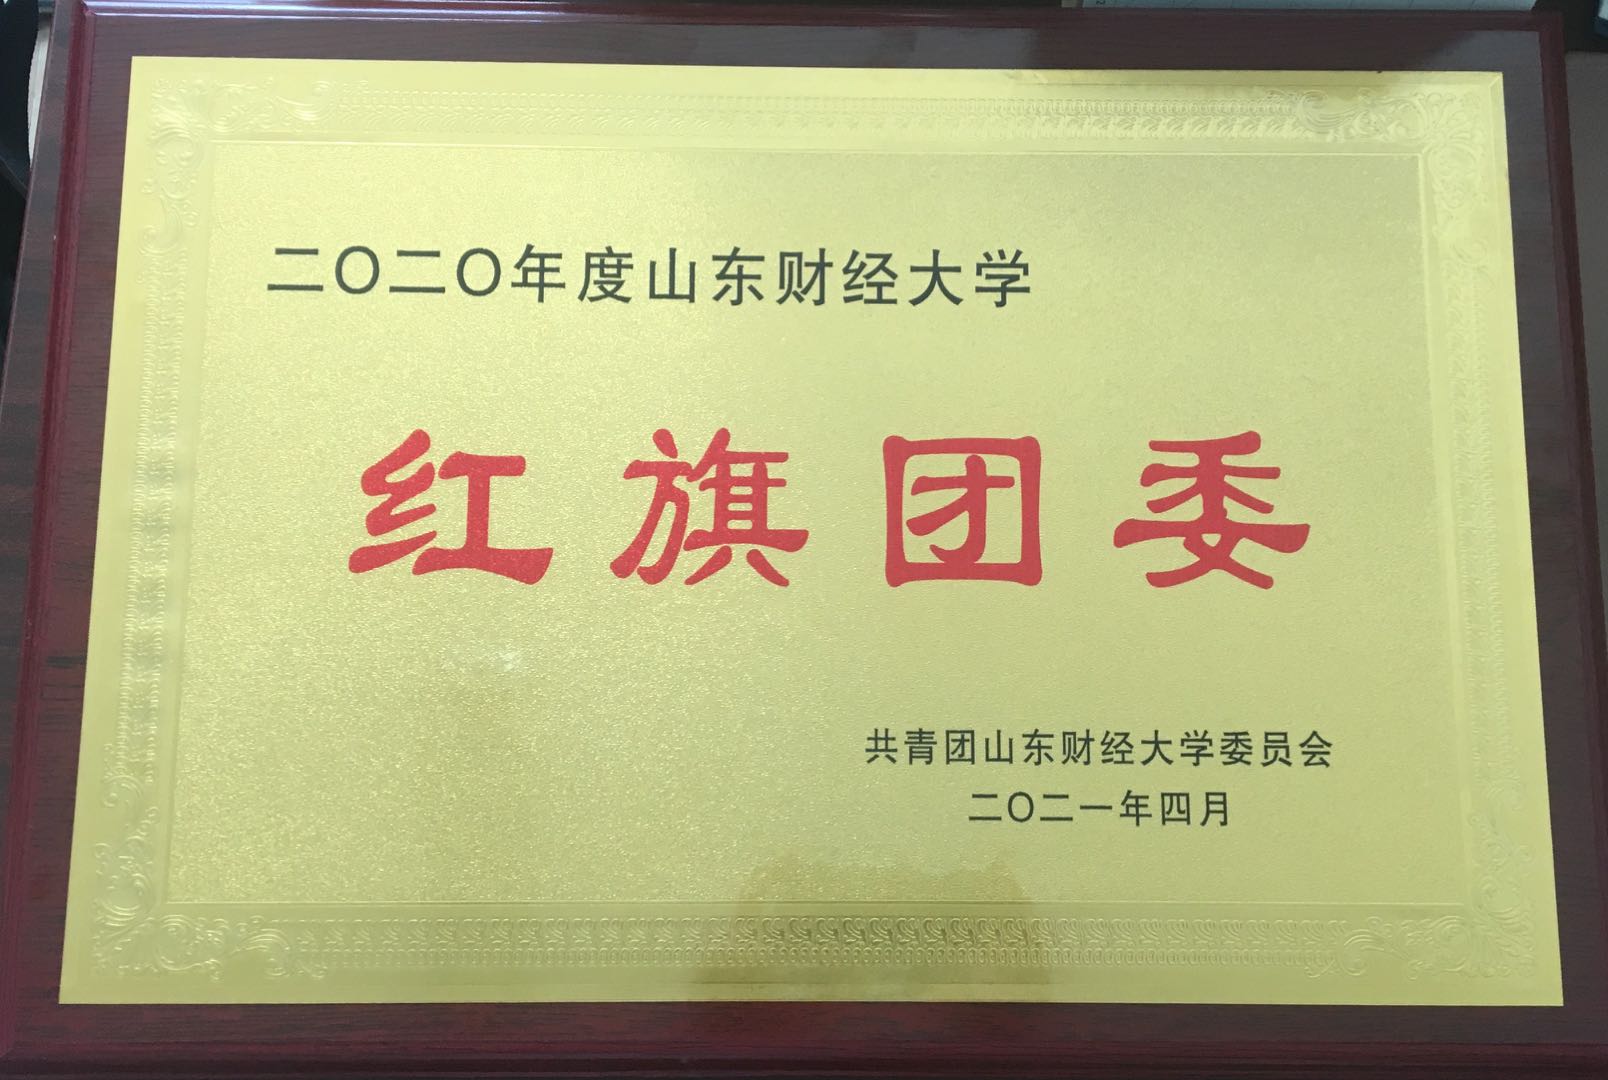 二〇二〇年度山东财经大学
红旗团委
共青团山东财经大学委员会
二〇二一年四月